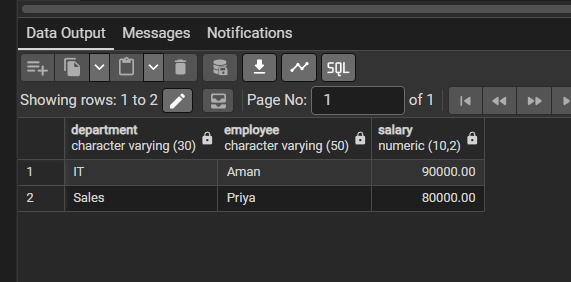 Data Output Messages Notifications
SQL
Showing rows: 1 to 2 Page No: 1 of 1
department employee salary
character varying (30) character varying (50) numeric (10,2)
1 IT Aman 90000.00
2 Sales Priya 80000.00